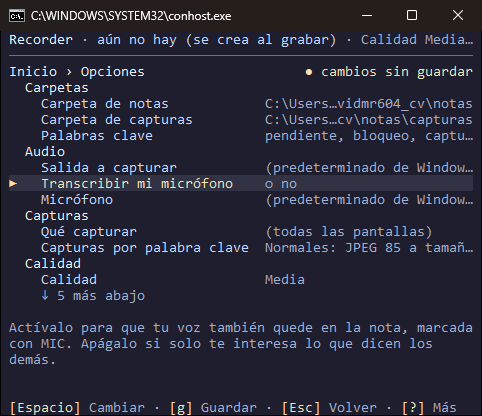 C:\WINDOWS\SYSTEM32\conhost.exe
Recorder · aún no hay (se crea al grabar) · Calidad Media…
Inicio › Opciones ● cambios sin guardar
Carpetas
Carpeta de notas C:\Users…vidmr604_cv\notas
Carpeta de capturas C:\Users…cv\notas\capturas
Palabras clave pendiente, bloqueo, captu…
Audio
Salida a capturar (predeterminado de Window…
► Transcribir mi micrófono o no
Micrófono (predeterminado de Window…
Capturas
Qué capturar (todas las pantallas)
Capturas por palabra clave Normales: JPEG 85 a tamañ…
Calidad
Calidad Media
↓ 5 más abajo
Actívalo para que tu voz también quede en la nota, marcada
con MIC. Apágalo si solo te interesa lo que dicen los
demás.
[Espacio] Cambiar · [g] Guardar · [Esc] Volver · [?] Más